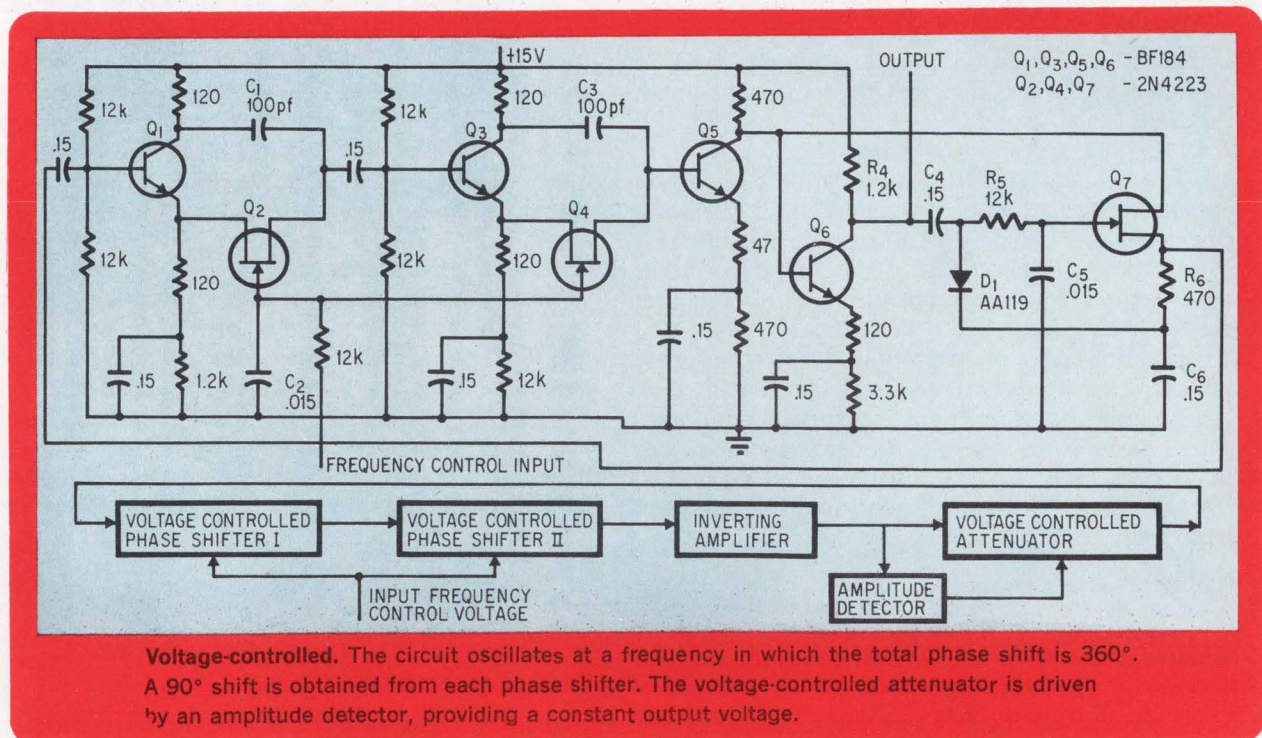 +15V
OUTPUT
Q1, Q3, Q5, Q6 - BF184
Q2, Q4, Q7 - 2N4223
12k
120
C1
100pf
12k
120
C3
100pf
470
.15
Q1
.15
Q3
Q5
R4
1.2k
C4
.15
R5
12k
Q7
Q2
Q4
Q6
12k
120
12k
120
47
D1
AA119
C5
.015
R6
470
.15
1.2k
C2
.015
12k
.15
12k
.15
470
120
.15
3.3k
C6
.15
FREQUENCY CONTROL INPUT
VOLTAGE CONTROLLED
PHASE SHIFTER I
VOLTAGE CONTROLLED
PHASE SHIFTER II
INVERTING
AMPLIFIER
VOLTAGE CONTROLLED
ATTENUATOR
INPUT FREQUENCY
CONTROL VOLTAGE
AMPLITUDE
DETECTOR
Voltage-controlled. The circuit oscillates at a frequency in which the total phase shift is 360°.
A 90° shift is obtained from each phase shifter. The voltage-controlled attenuator is driven
by an amplitude detector, providing a constant output voltage.